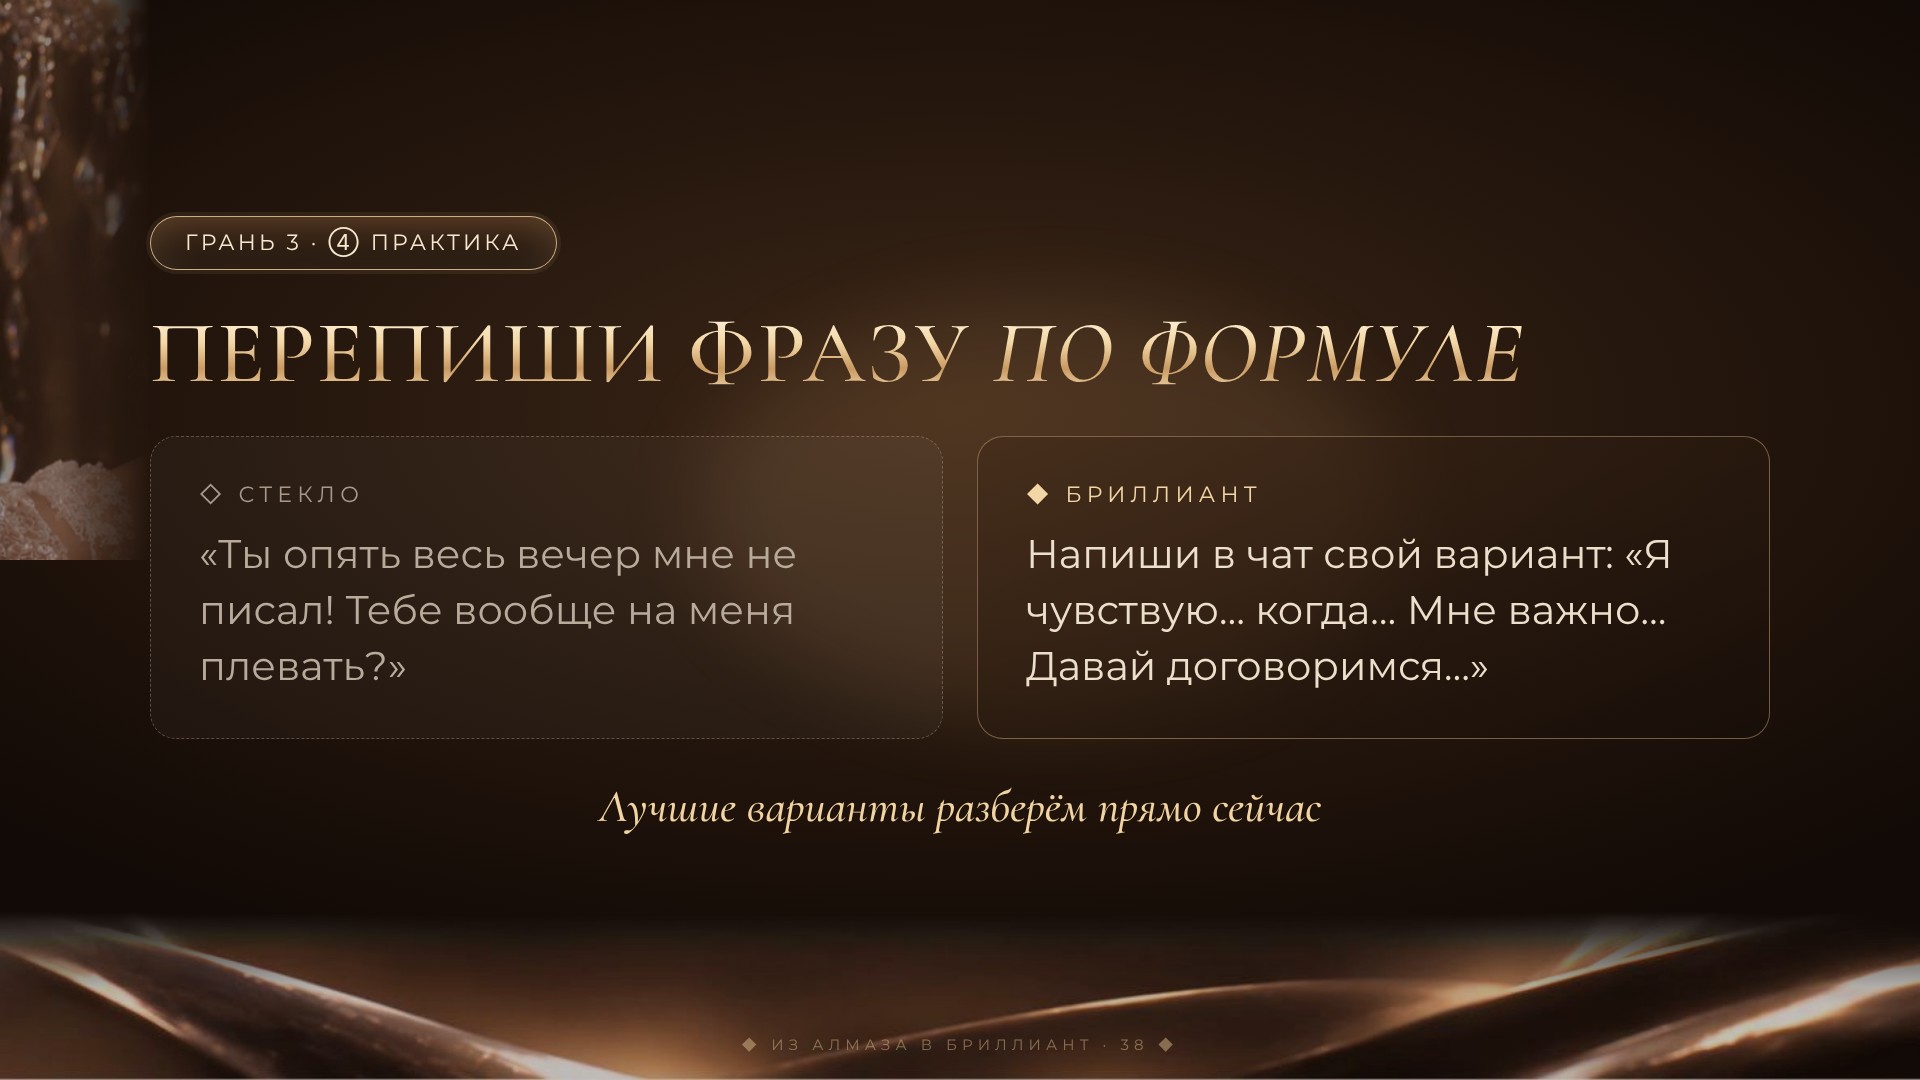 ГРАНЬ 3 · ④ ПРАКТИКА
ПЕРЕПИШИ ФРАЗУ ПО ФОРМУЛЕ
◇ СТЕКЛО
«Ты опять весь вечер мне не
писал! Тебе вообще на меня
плевать?»
◆ БРИЛЛИАНТ
Напиши в чат свой вариант: «Я
чувствую... когда... Мне важно...
Давай договоримся...»
Лучшие варианты разберём прямо сейчас
◆ ИЗ АЛМАЗА В БРИЛЛИАНТ · 38 ◆